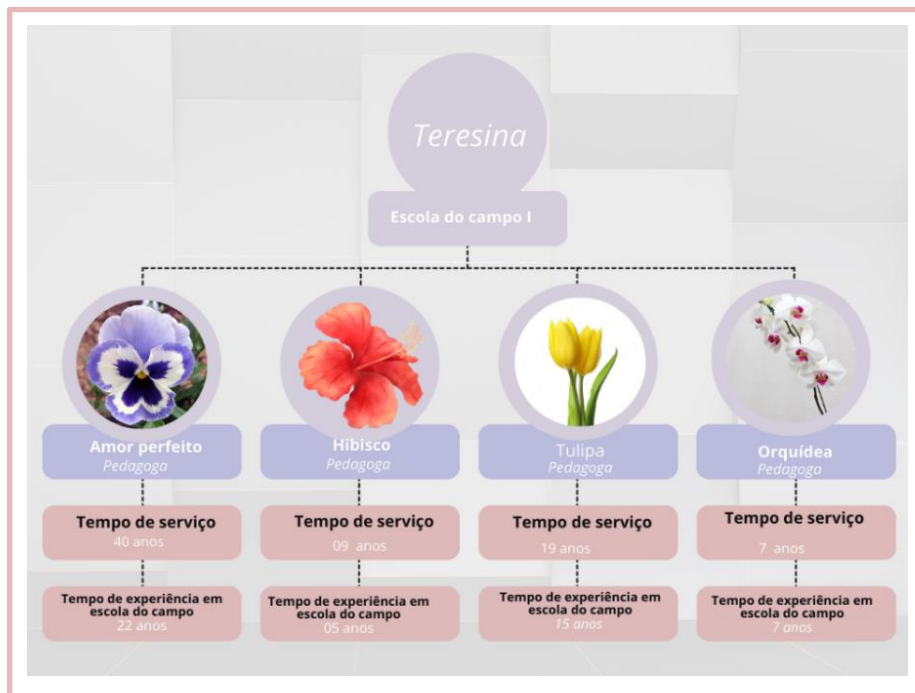 Teresina
Escola do campo I
Amor perfeito
Pedagoga
Hibisco
Pedagoga
Tulipa
Pedagoga
Orquídea
Pedagoga
Tempo de serviço
40 anos
Tempo de serviço
09 anos
Tempo de serviço
19 anos
Tempo de serviço
7 anos
Tempo de experiência em
escola do campo
22 anos
Tempo de experiência em
escola do campo
05 anos
Tempo de experiência em
escola do campo
15 anos
Tempo de experiência em
escola do campo
7 anos